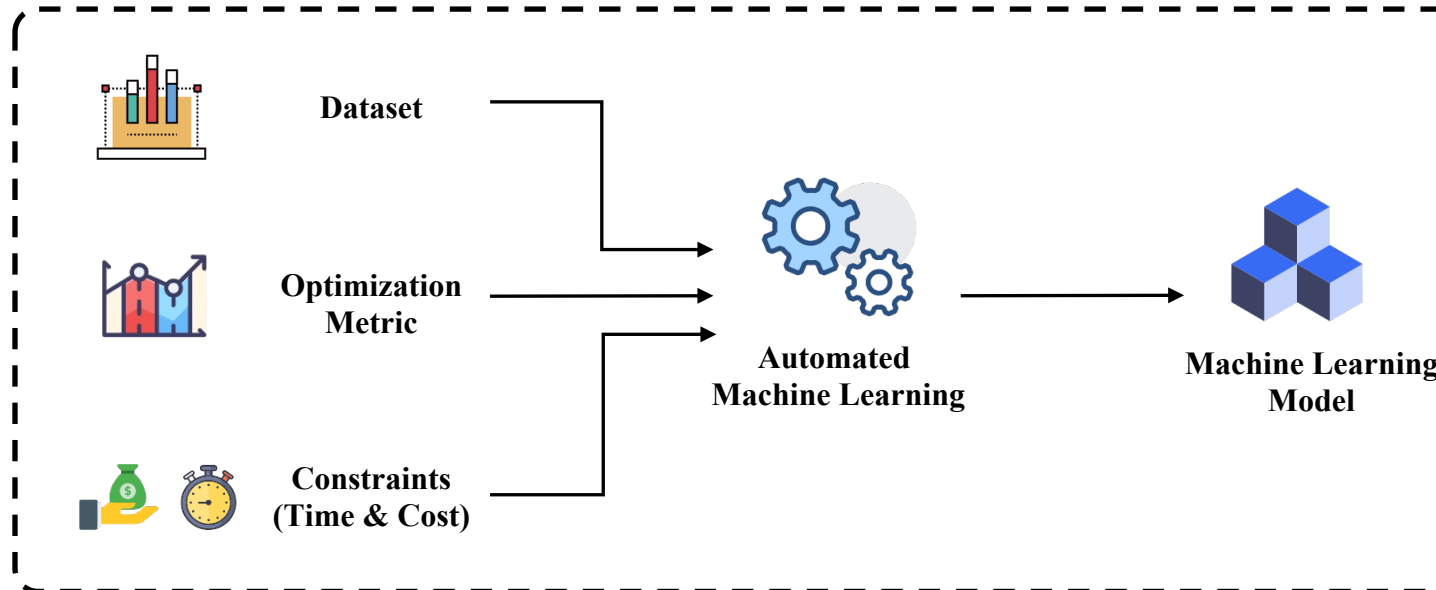 Dataset
Optimization
Metric
Constraints
(Time & Cost)
$
Automated
Machine Learning
Machine Learning
Model